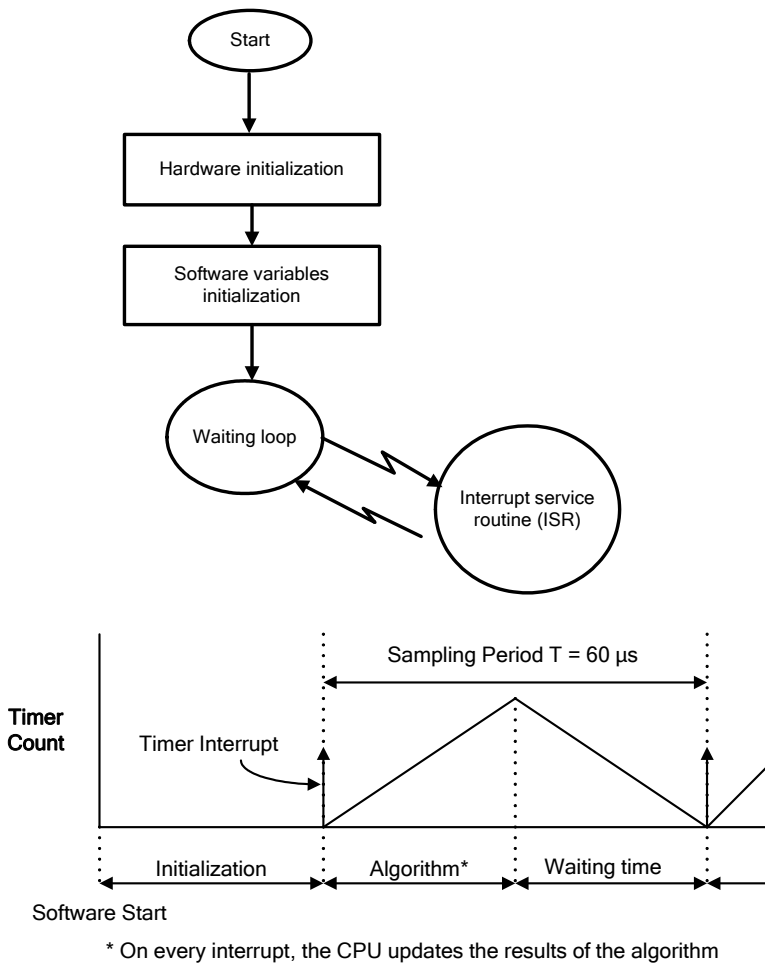 Start
Hardware initialization
Software variables
initialization
Waiting loop
Interrupt service
routine (ISR)
Sampling Period T = 60 µs
Timer
Count
Timer Interrupt
Initialization
Algorithm*
Waiting time
Software Start
* On every interrupt, the CPU updates the results of the algorithm